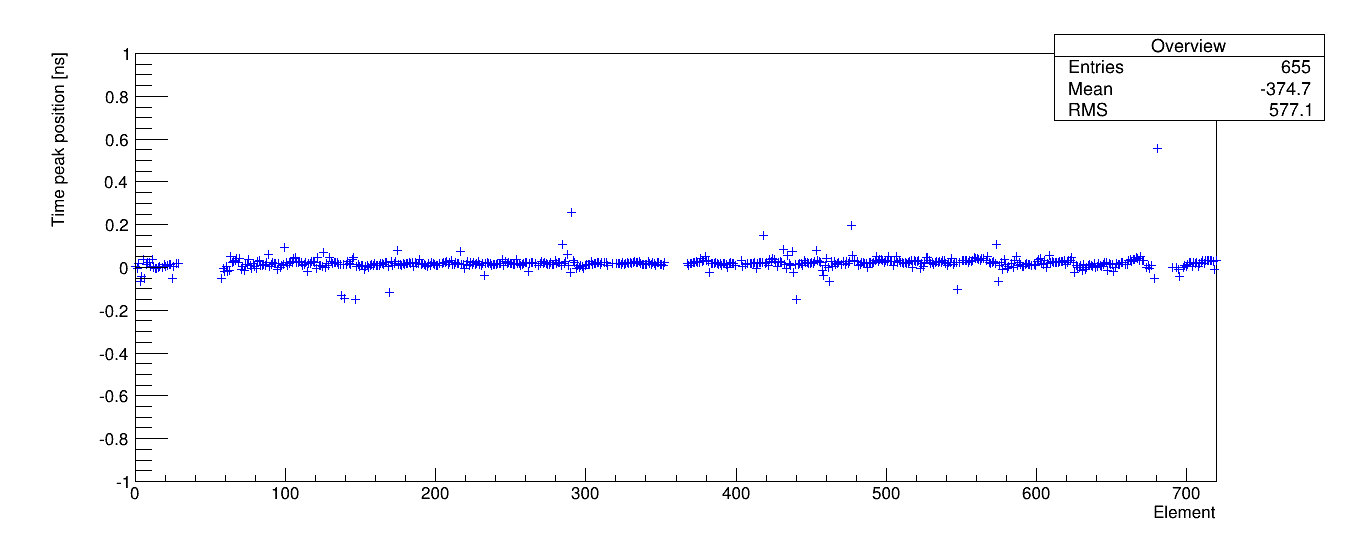 Overview
Entries 655
Mean -374.7
RMS 577.1
Time peak position [ns]
1
0.8
0.6
0.4
0.2
0
-0.2
-0.4
-0.6
-0.8
-1
0 100 200 300 400 500 600 700
Element